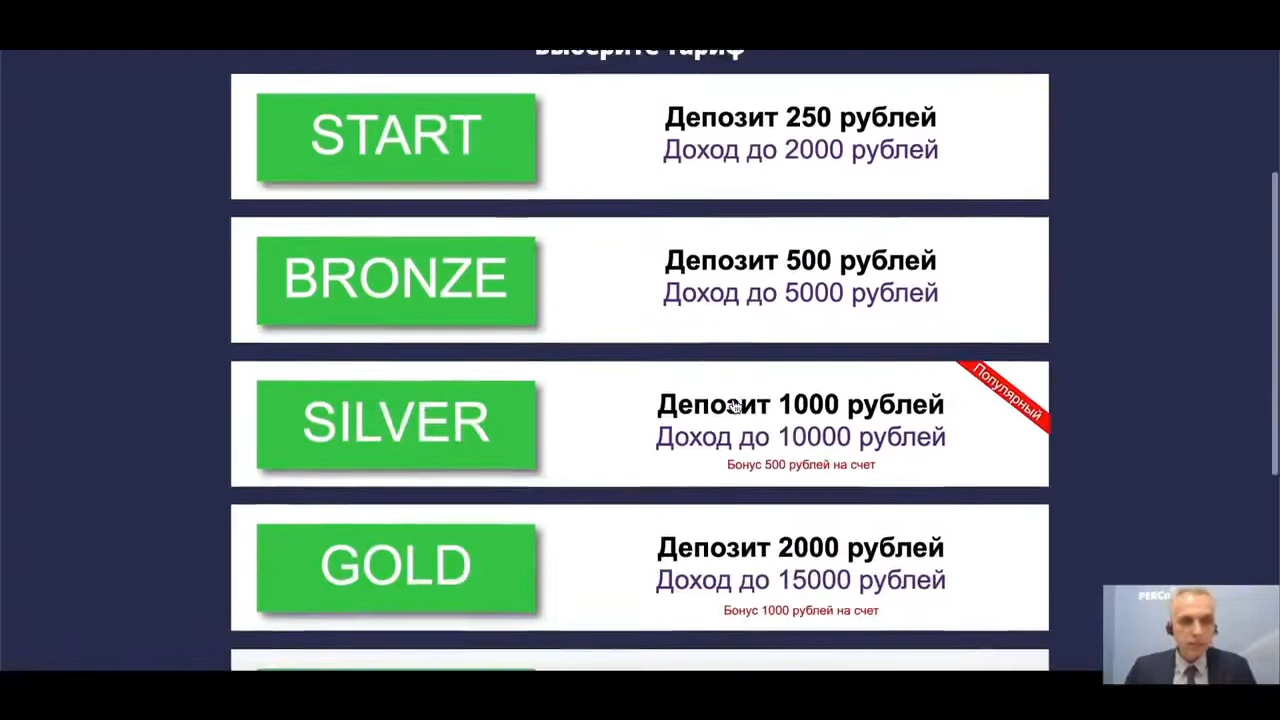 Выберите тариф
START
Депозит 250 рублей
Доход до 2000 рублей
BRONZE
Депозит 500 рублей
Доход до 5000 рублей
Популярный
SILVER
Депозит 1000 рублей
Доход до 10000 рублей
Бонус 500 рублей на счет
GOLD
Депозит 2000 рублей
Доход до 15000 рублей
Бонус 1000 рублей на счет